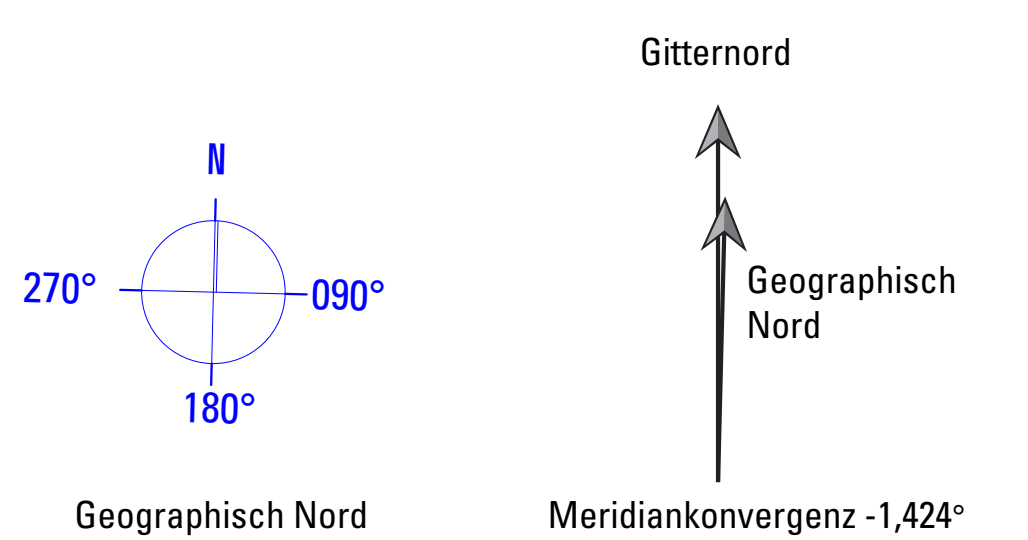 Gitternord
N
270°
090°
Geographisch
Nord
180°
Geographisch Nord
Meridiankonvergenz -1,424°